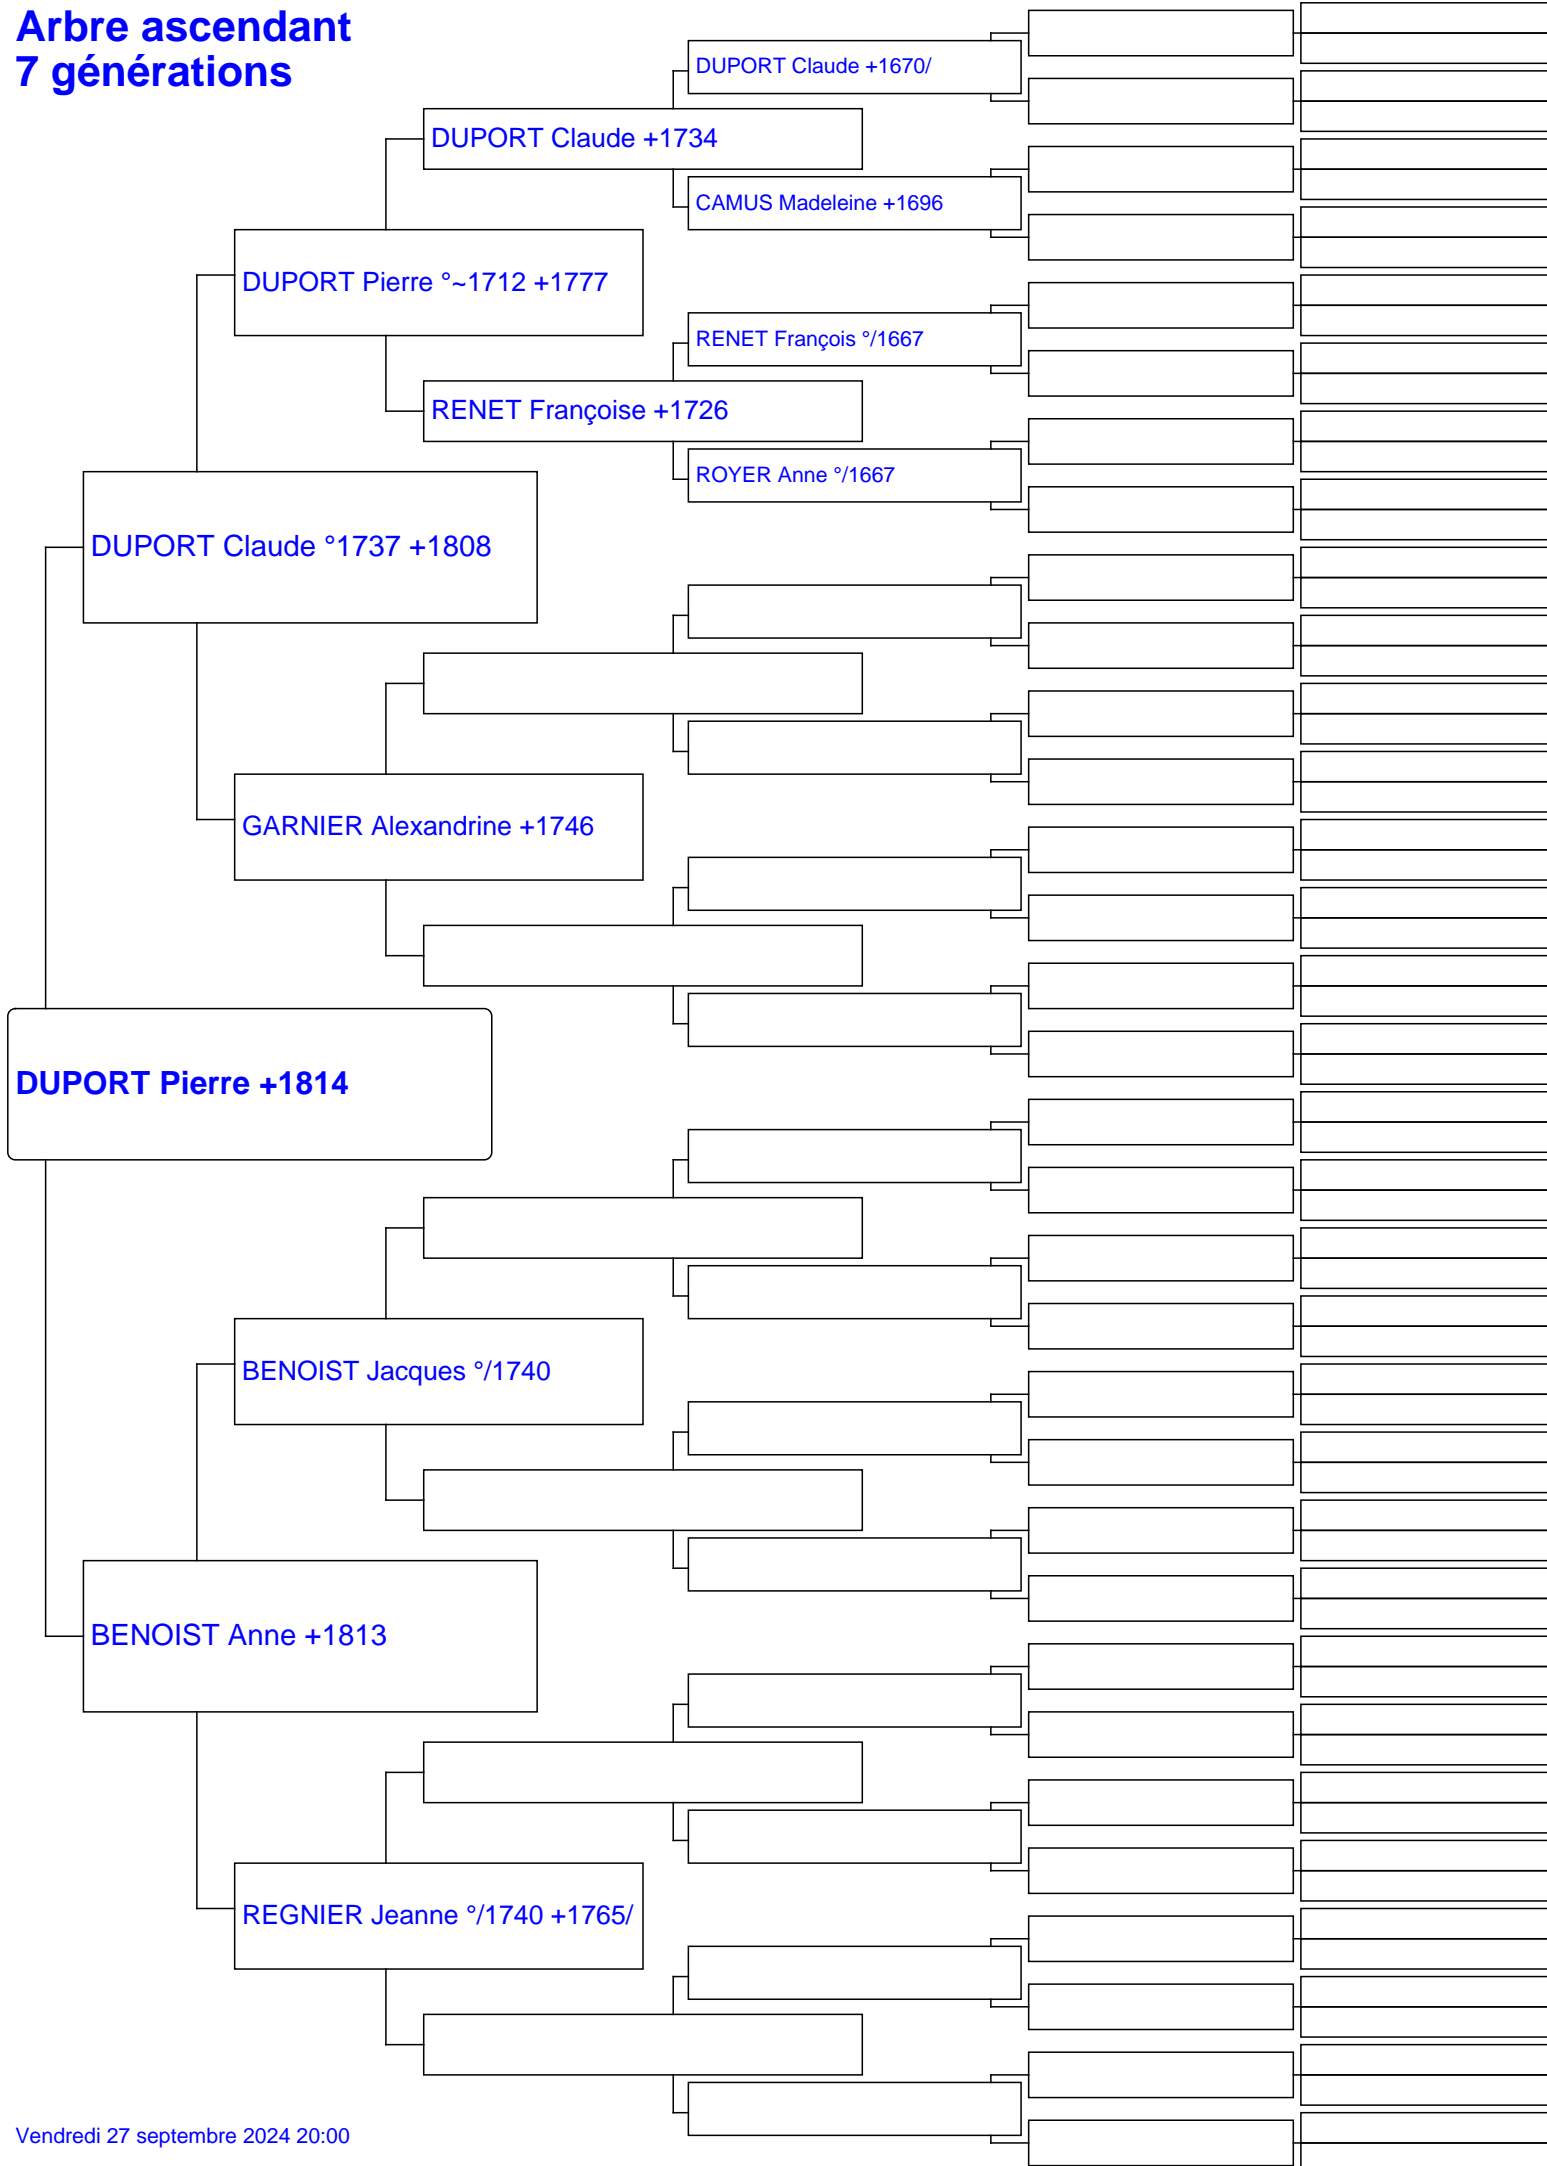 Arbre ascendant
7 générations
DUPORT Claude +1670/
DUPORT Claude +1734
CAMUS Madeleine +1696
DUPORT Pierre °~1712 +1777
RENET François °/1667
RENET Françoise +1726
ROYER Anne °/1667
DUPORT Claude °1737 +1808
GARNIER Alexandrine +1746
DUPORT Pierre +1814
BENOIST Jacques °/1740
BENOIST Anne +1813
REGNIER Jeanne °/1740 +1765/
Vendredi 27 septembre 2024 20:00